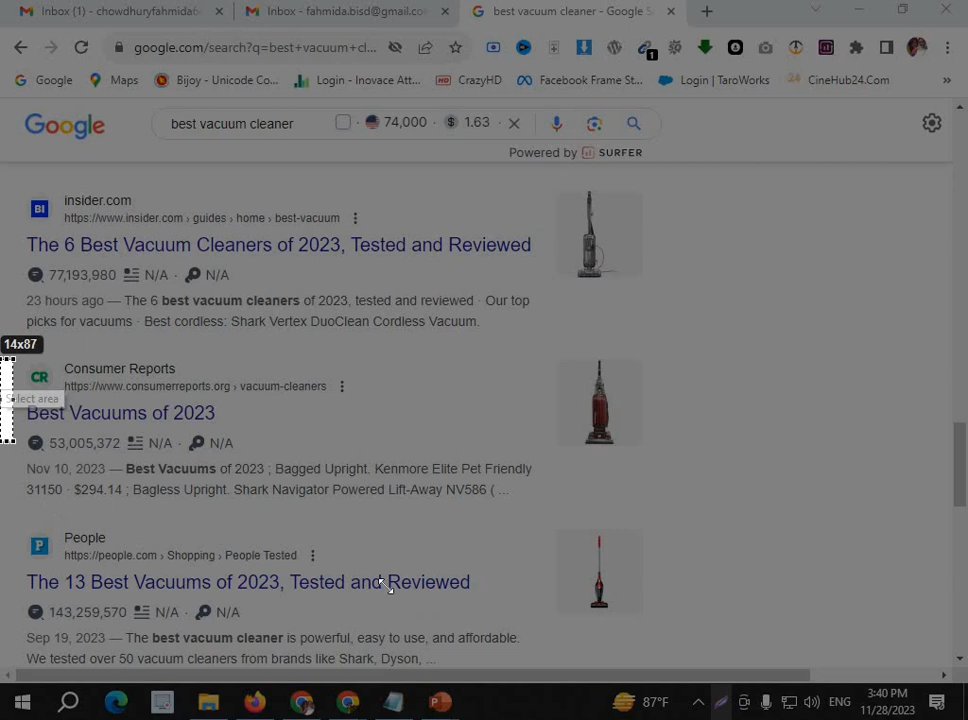 Inbox (1) - chowdhuryfahmida6
Inbox - fahmida.bisd@gmail.co
best vacuum cleaner - Google S
google.com/search?q=best+vacuum+cl...
1
Google
Maps
Bijoy - Unicode Co...
Login - Inovace Att...
CrazyHD
Facebook Frame St...
Login | TaroWorks
CineHub24.Com
Google
best vacuum cleaner
74,000
1.63
Powered by SURFER
insider.com
https://www.insider.com › guides › home › best-vacuum
The 6 Best Vacuum Cleaners of 2023, Tested and Reviewed
77,193,980 N/A · N/A
23 hours ago — The 6 best vacuum cleaners of 2023, tested and reviewed · Our top
picks for vacuums · Best cordless: Shark Vertex DuoClean Cordless Vacuum.
14x87
Consumer Reports
https://www.consumerreports.org › vacuum-cleaners
Select area
Best Vacuums of 2023
53,005,372 N/A · N/A
Nov 10, 2023 — Best Vacuums of 2023 ; Bagged Upright. Kenmore Elite Pet Friendly
31150 · $294.14 ; Bagless Upright. Shark Navigator Powered Lift-Away NV586 ( ...
People
https://people.com › Shopping › People Tested
The 13 Best Vacuums of 2023, Tested and Reviewed
143,259,570 N/A · N/A
Sep 19, 2023 — The best vacuum cleaner is powerful, easy to use, and affordable.
We tested over 50 vacuum cleaners from brands like Shark, Dyson, ...
87°F
ENG
3:40 PM
11/28/2023